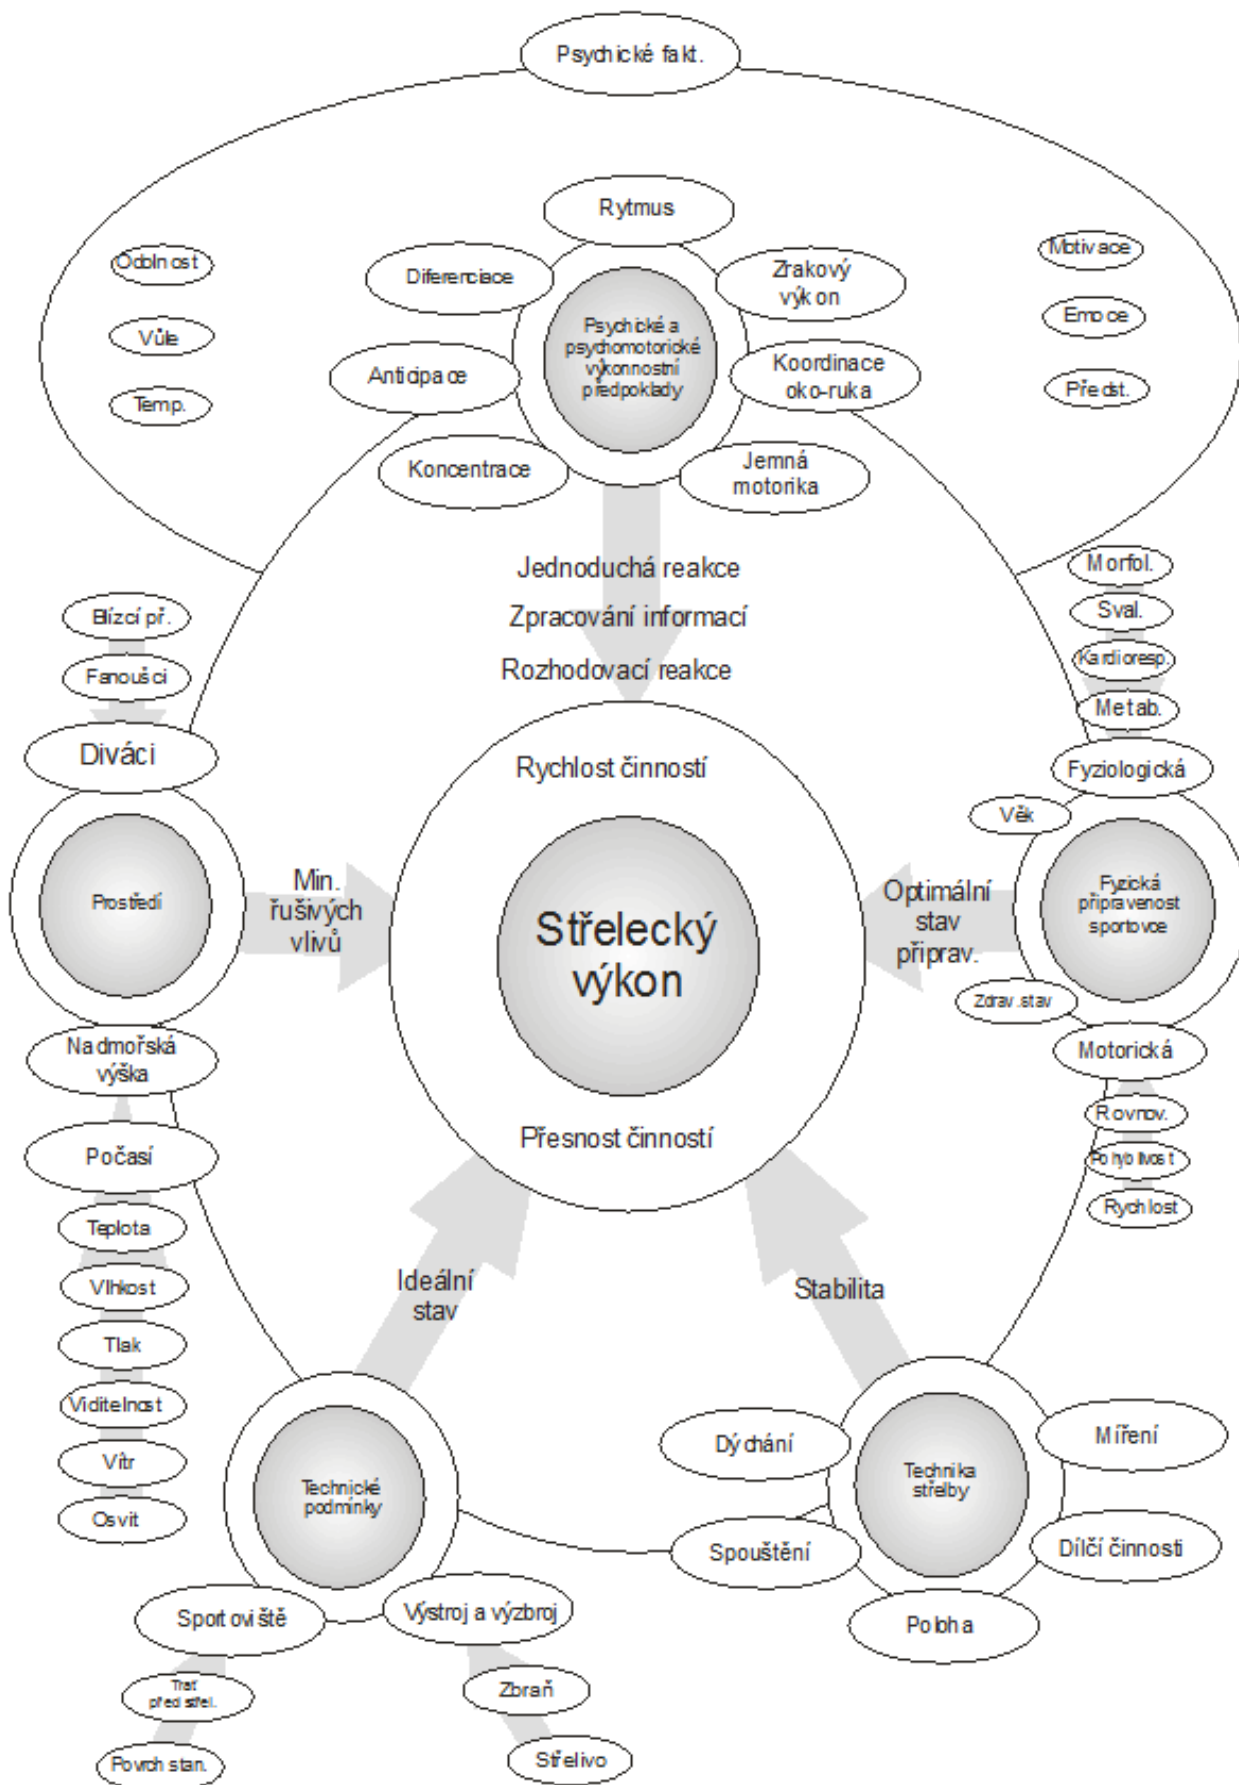 Psychické fakt.
Rytmus
Odolnost
Diferenciace
Zrakový
výkon
Motivace
Vůle
Psychické a
psychomotorické
výkonnostní
předpoklady
Emoce
Anticipace
Koordinace
oko-ruka
Temp.
Předst.
Koncentrace
Jemná
motorika
Jednoduchá reakce
Zpracování informací
Rozhodovací reakce
Blízcí př.
Fanoušci
Diváci
Morfol.
Sval.
Kardioresp.
Metab.
Fyziologická
Věk
Rychlost činností
Prostředí
Min.
řušivých
vlivů
Střelecký
výkon
Optimální
stav
připrav.
Fyzická
připravenost
sportovce
Zdrav.stav
Motorická
Nadmořská
výška
Přesnost činností
Rovnov.
Pohyblivost
Rychlost
Počasí
Teplota
Vlhkost
Tlak
Viditelnost
Vítr
Osvit
Ideální
stav
Stabilita
Technické
podmínky
Dýchání
Technika
střelby
Míření
Spouštění
Dílčí činnosti
Poloha
Sportoviště
Výstroj a výzbroj
Trať
před střel.
Zbraň
Povrch stan.
Střelivo